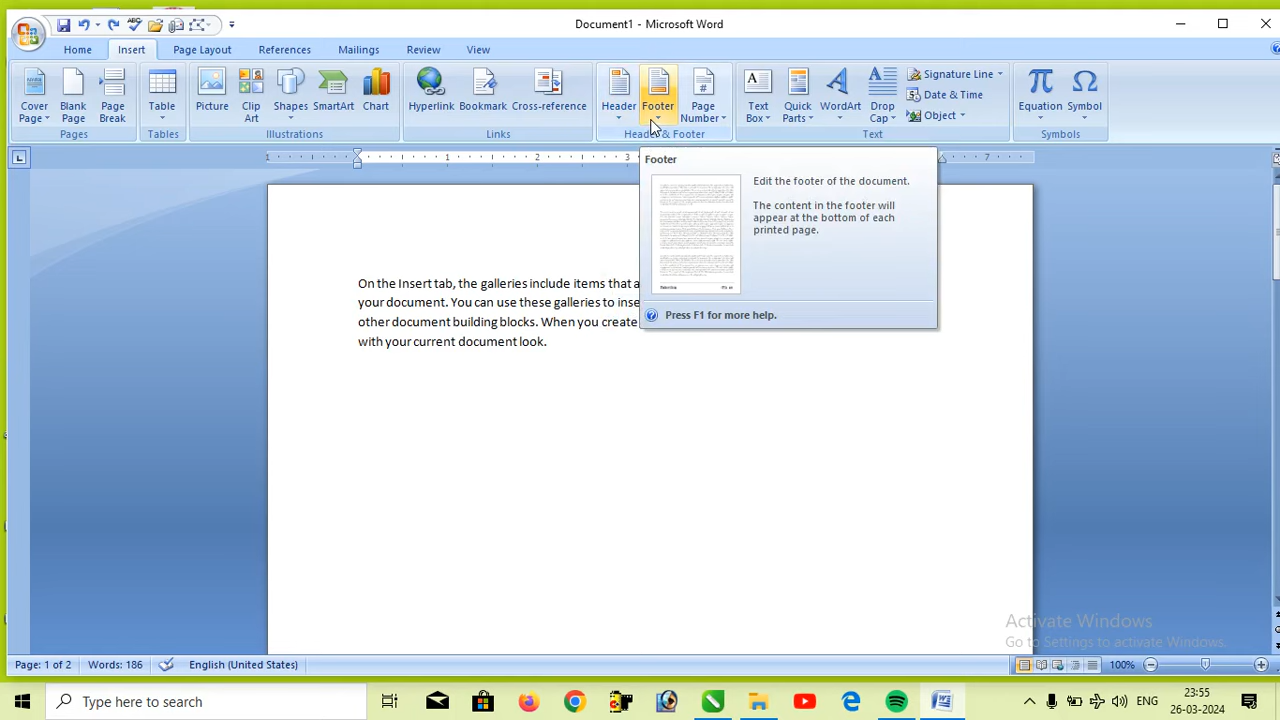 Document1 - Microsoft Word
Home Insert Page Layout References Mailings Review View
Cover Page
Blank Page
Page Break
Table
Picture
Clip Art
Shapes
SmartArt
Chart
Hyperlink
Bookmark
Cross-reference
Header
Footer
Page Number
Text Box
Quick Parts
WordArt
Drop Cap
Signature Line
Date & Time
Object
Equation
Symbol
Pages Tables Illustrations Links Header & Footer Text Symbols
1 1 2 3 7
Footer
Edit the footer of the document.
The content in the footer will
appear at the bottom of each
printed page.
Press F1 for more help.
On the Insert tab, the galleries include items that a
your document. You can use these galleries to inse
other document building blocks. When you create
with your current document look.
Activate Windows
Go to Settings to activate Windows.
Page: 1 of 2 Words: 186 English (United States) 100%
Type here to search
ENG
23:55
26-03-2024